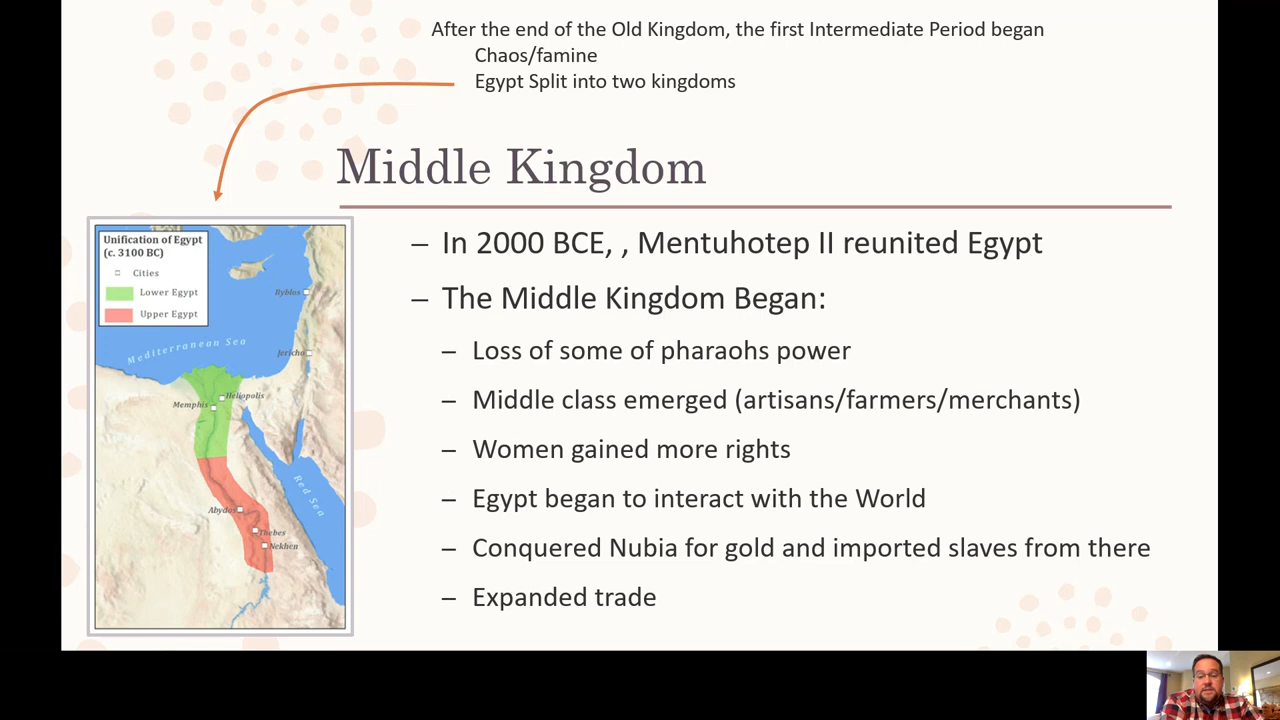 After the end of the Old Kingdom, the first Intermediate Period began
Chaos/famine
Egypt Split into two kingdoms
Middle Kingdom
– In 2000 BCE, , Mentuhotep II reunited Egypt
– The Middle Kingdom Began:
– Loss of some of pharaohs power
– Middle class emerged (artisans/farmers/merchants)
– Women gained more rights
– Egypt began to interact with the World
– Conquered Nubia for gold and imported slaves from there
– Expanded trade
Unification of Egypt
(c. 3100 BC)
Cities
Lower Egypt
Upper Egypt
Byblos
Mediterranean Sea
Jericho
Heliopolis
Memphis
Red Sea
Abydos
Thebes
Nekhen